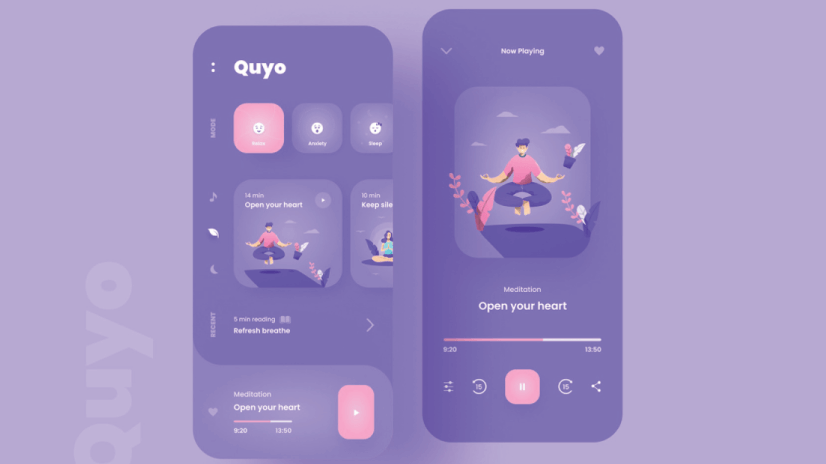 Quyo
MODE
Relax
Anxiety
Sleep
14 min
Open your heart
10 min
Keep sile
RECENT
9 min reading
Refresh breathe
Meditation
Open your heart
9:20
13:50
Quyo
Now Playing
Meditation
Open your heart
9:20
13:50
15
15